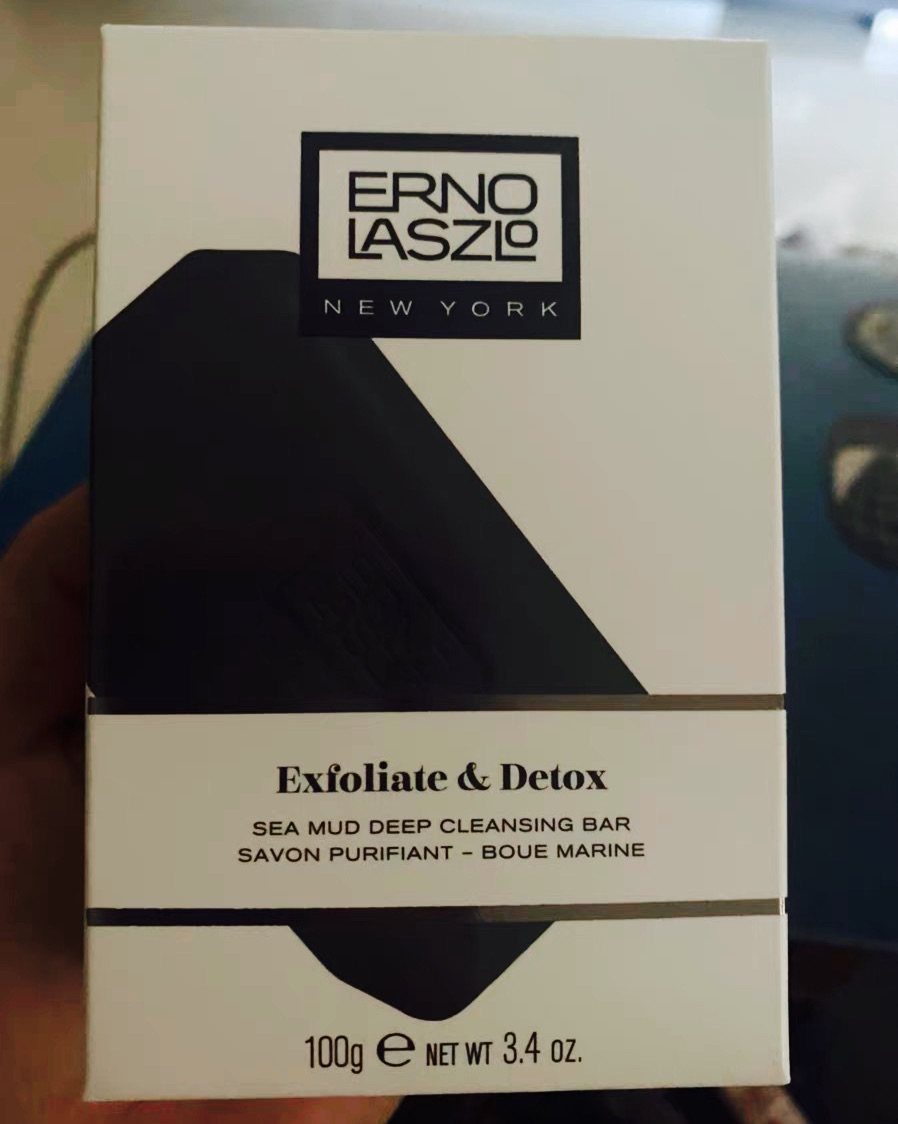 ERNO
LASZLO
NEW YORK
Exfoliate & Detox
SEA MUD DEEP CLEANSING BAR
SAVON PURIFIANT – BOUE MARINE
100g ℮ NET WT 3.4 OZ.